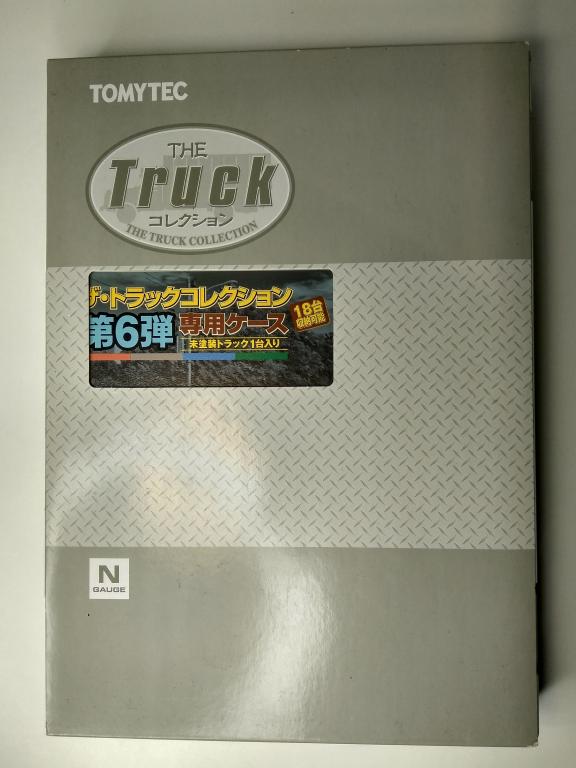 TOMYTEC
THE
Truck
コレクション
THE TRUCK COLLECTION
ザ・トラックコレクション
第6弾 専用ケース
18台
収納可能
未塗装トラック1台入り
N
GAUGE